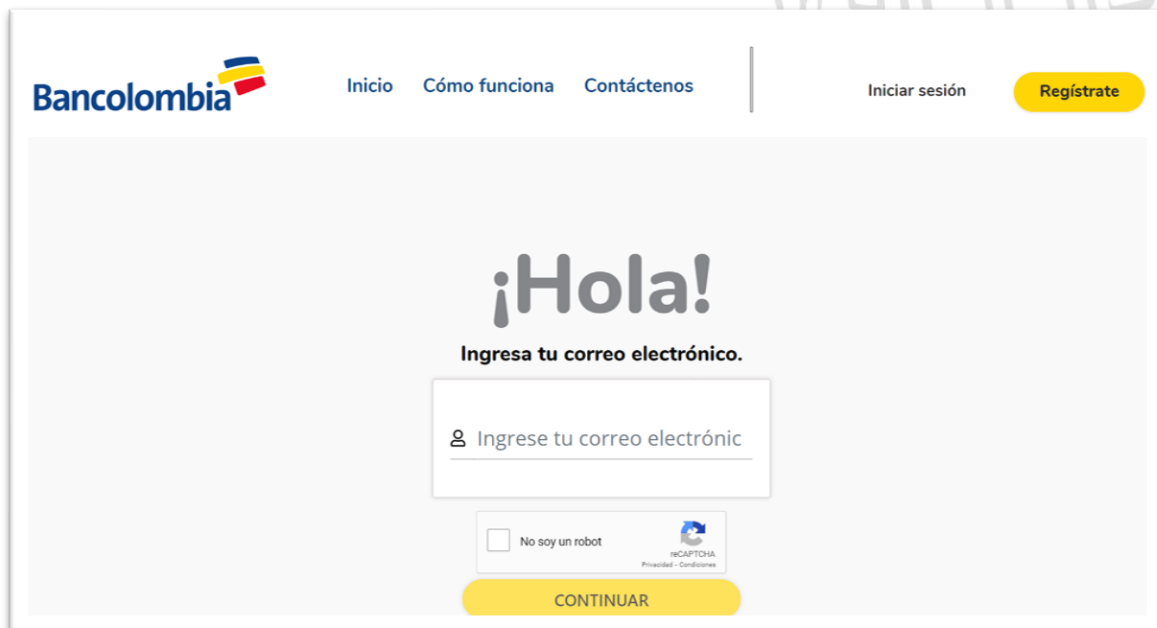 Bancolombia
Inicio Cómo funciona Contáctenos
Iniciar sesión
Regístrate
¡Hola!
Ingresa tu correo electrónico.
Ingrese tu correo electrónic
No soy un robot
reCAPTCHA
Privacidad - Condiciones
CONTINUAR